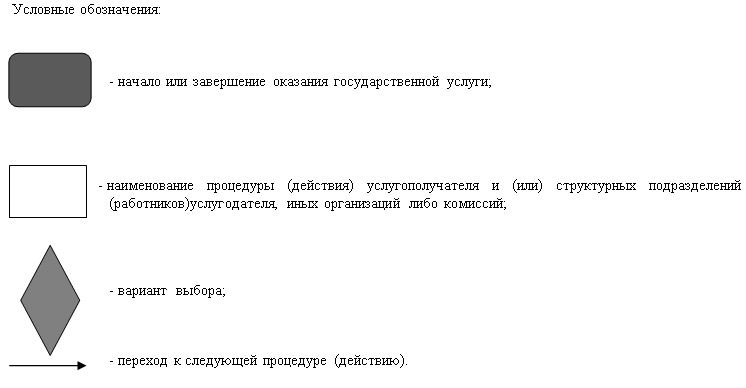 Условные обозначения:
- начало или завершение оказания государственной услуги;
- наименование процедуры (действия) услугополучателя и (или) структурных подразделений
(работников)услугодателя, иных организаций либо комиссий;
- вариант выбора;
- переход к следующей процедуре (действию).